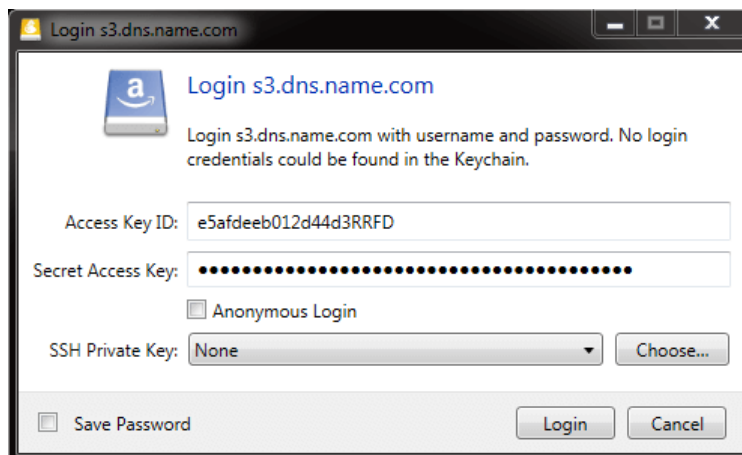 Login s3.dns.name.com
Login s3.dns.name.com
Login s3.dns.name.com with username and password. No login
credentials could be found in the Keychain.
Access Key ID: e5afdeeb012d44d3RRFD
Secret Access Key: ••••••••••••••••••••••••••••••••••••••••
Anonymous Login
SSH Private Key: None Choose...
Save Password Login Cancel